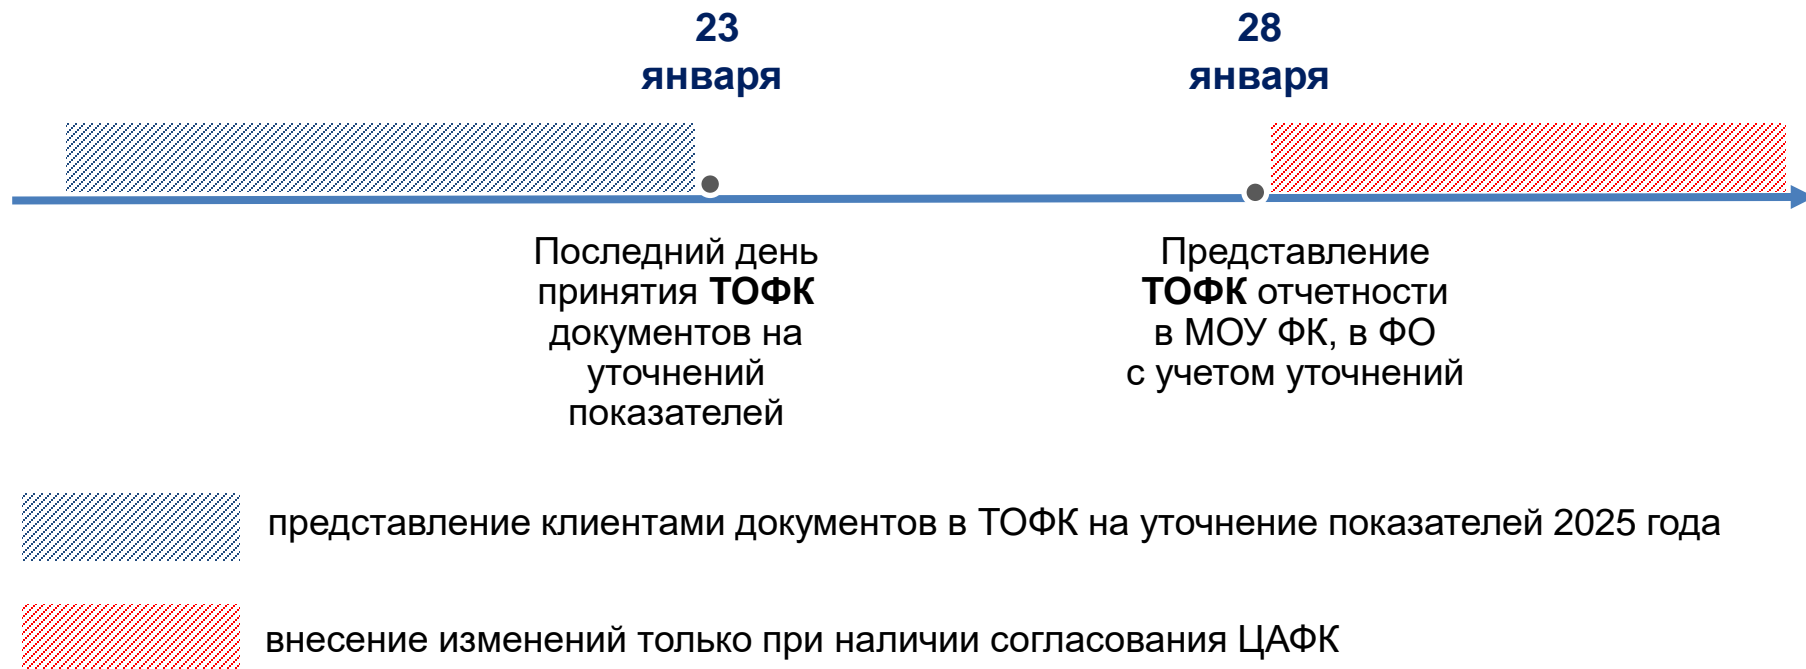 23
января
28
января
Последний день
принятия ТОФК
документов на
уточнений
показателей
Представление
ТОФК отчетности
в МОУ ФК, в ФО
с учетом уточнений
представление клиентами документов в ТОФК на уточнение показателей 2025 года
внесение изменений только при наличии согласования ЦАФК